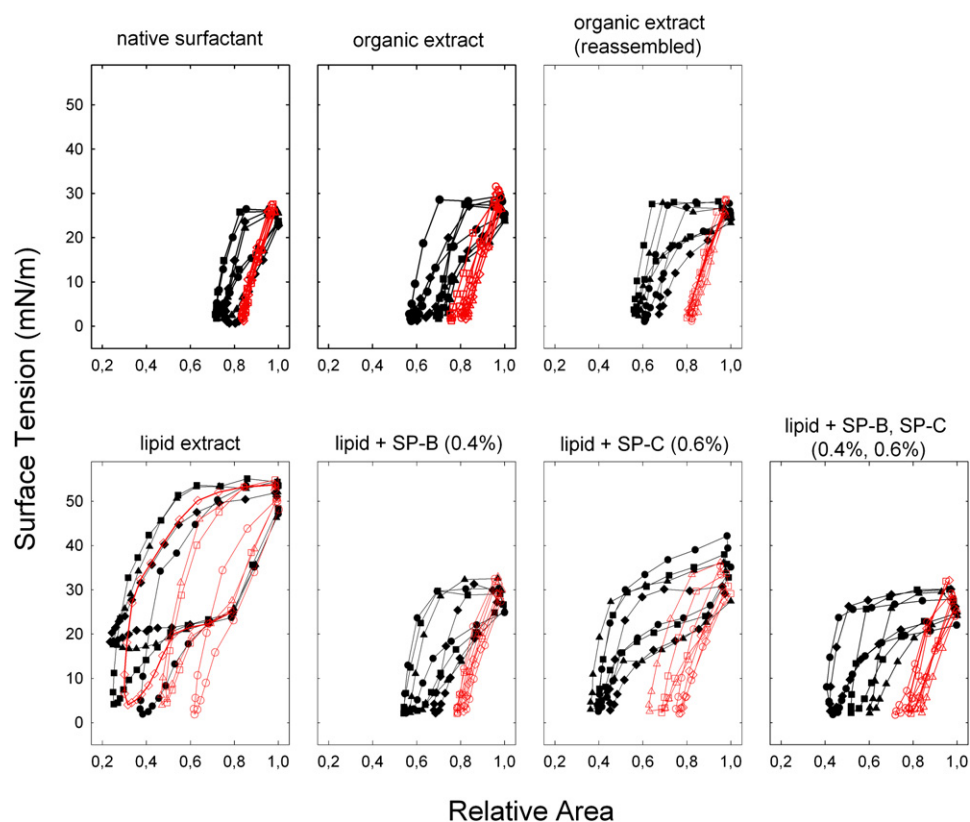 native surfactant
organic extract
organic extract
(reassembled)
50
40
30
20
10
0
0,2 0,4 0,6 0,8 1,0
0,2 0,4 0,6 0,8 1,0
0,2 0,4 0,6 0,8 1,0
Surface Tension (mN/m)
lipid extract
lipid + SP-B (0.4%)
lipid + SP-C (0.6%)
lipid + SP-B, SP-C
(0.4%, 0.6%)
50
40
30
20
10
0
0,2 0,4 0,6 0,8 1,0
0,2 0,4 0,6 0,8 1,0
0,2 0,4 0,6 0,8 1,0
0,2 0,4 0,6 0,8 1,0
Relative Area